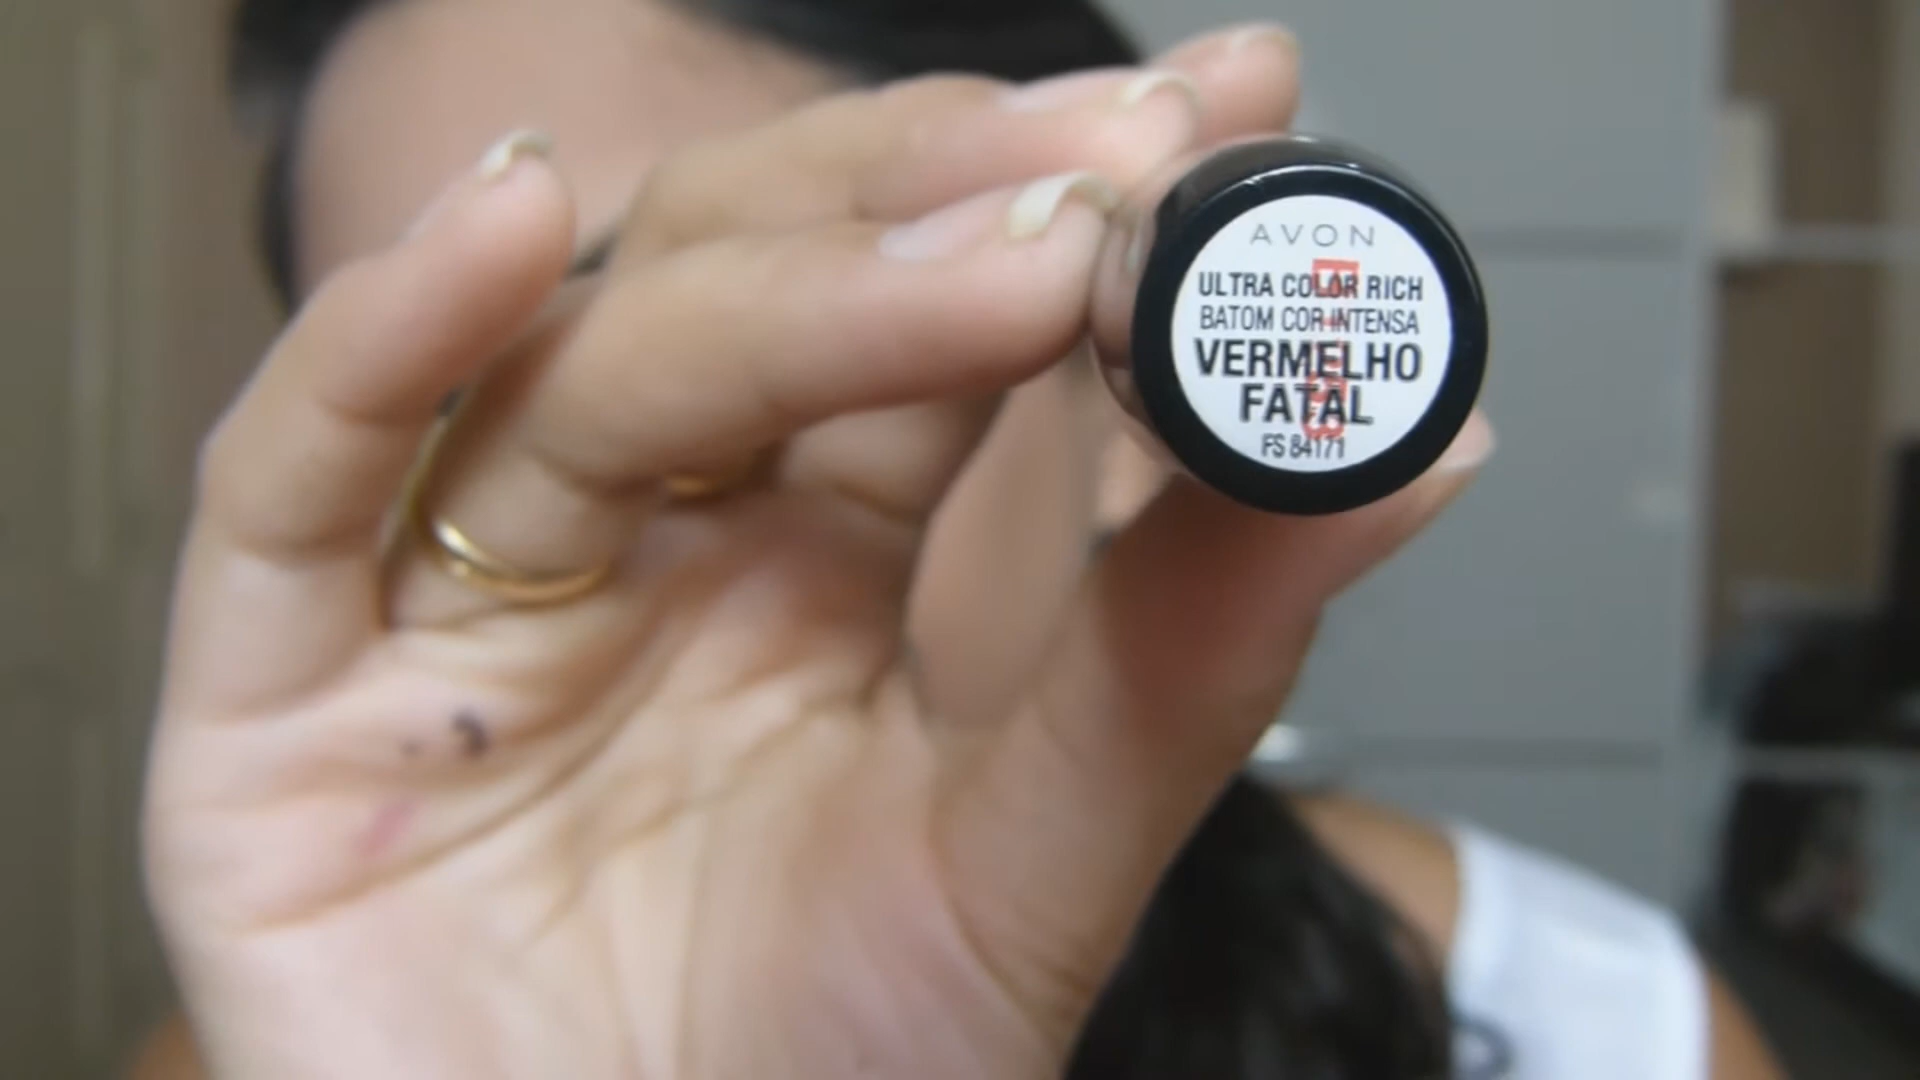 AVON
ULTRA COLOR RICH
BATOM COR INTENSA
VERMELHO
FATAL
FS 84171